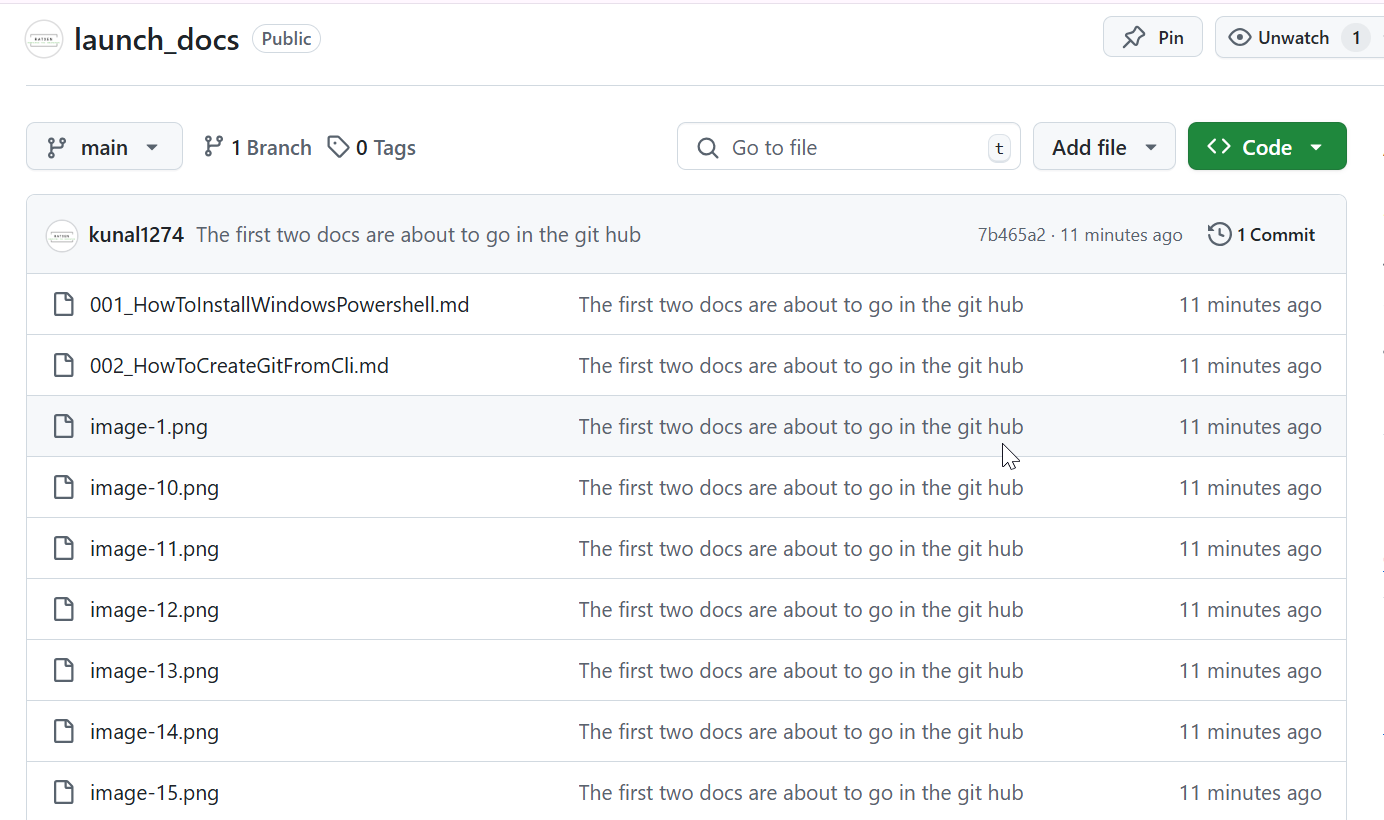 launch_docs Public Pin Unwatch 1
main 1 Branch 0 Tags Go to file t Add file Code
kunal1274 The first two docs are about to go in the git hub 7b465a2 · 11 minutes ago 1 Commit
001_HowToInstallWindowsPowershell.md The first two docs are about to go in the git hub 11 minutes ago
002_HowToCreateGitFromCli.md The first two docs are about to go in the git hub 11 minutes ago
image-1.png The first two docs are about to go in the git hub 11 minutes ago
image-10.png The first two docs are about to go in the git hub 11 minutes ago
image-11.png The first two docs are about to go in the git hub 11 minutes ago
image-12.png The first two docs are about to go in the git hub 11 minutes ago
image-13.png The first two docs are about to go in the git hub 11 minutes ago
image-14.png The first two docs are about to go in the git hub 11 minutes ago
image-15.png The first two docs are about to go in the git hub 11 minutes ago